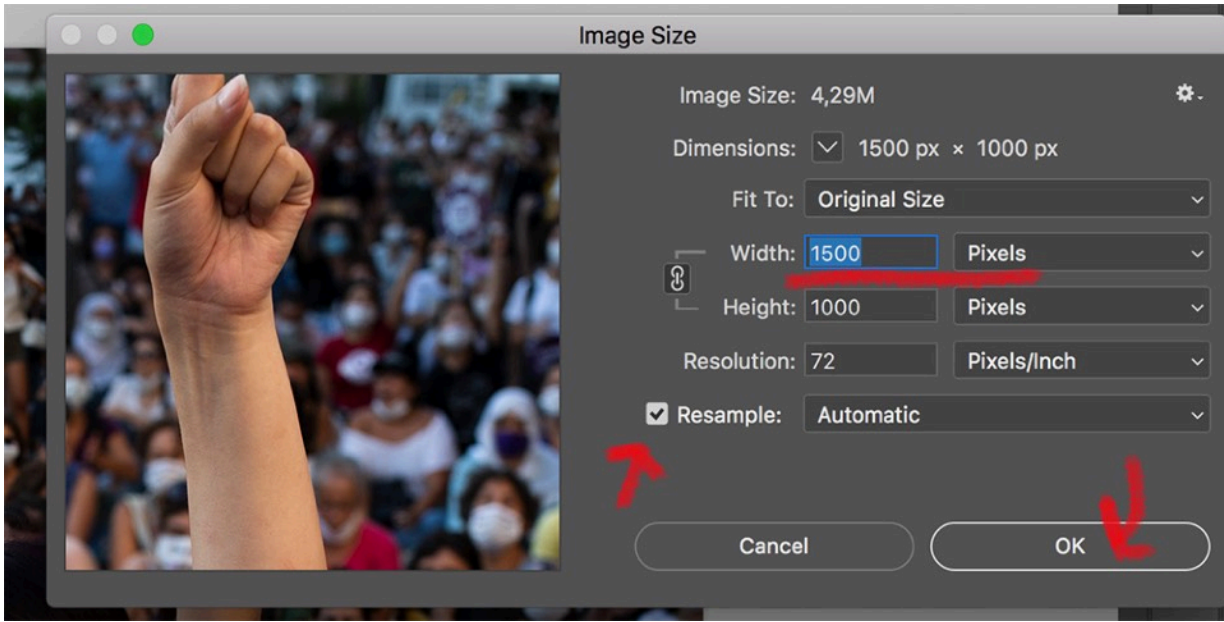 Image Size
Image Size: 4,29M
Dimensions: 1500 px × 1000 px
Fit To: Original Size
Width: 1500 Pixels
Height: 1000 Pixels
Resolution: 72 Pixels/Inch
Resample: Automatic
Cancel OK